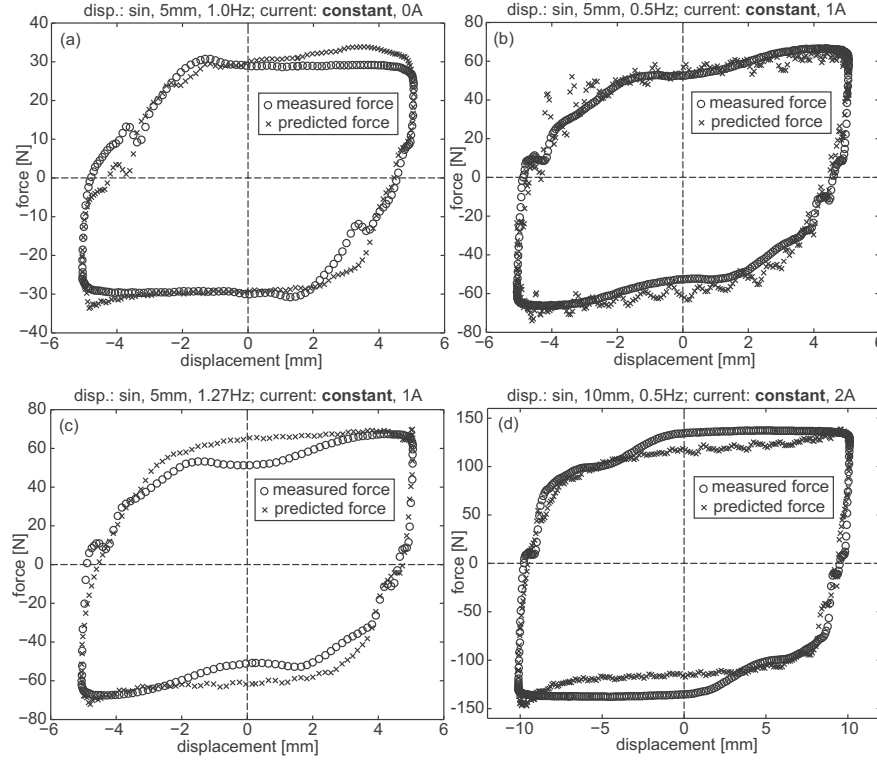 disp.: sin, 5mm, 1.0Hz; current: constant, 0A
(a)
40
30
20
10
0
−10
−20
−30
−40
force [N]
measured force
predicted force
−6 −4 −2 0 2 4 6
displacement [mm]
disp.: sin, 5mm, 0.5Hz; current: constant, 1A
(b)
80
60
40
20
0
−20
−40
−60
−80
force [N]
measured force
predicted force
−6 −4 −2 0 2 4 6
displacement [mm]
disp.: sin, 5mm, 1.27Hz; current: constant, 1A
(c)
80
60
40
20
0
−20
−40
−60
−80
force [N]
measured force
predicted force
−6 −4 −2 0 2 4 6
displacement [mm]
disp.: sin, 10mm, 0.5Hz; current: constant, 2A
(d)
150
100
50
0
−50
−100
−150
force [N]
measured force
predicted force
−10 −5 0 5 10
displacement [mm]